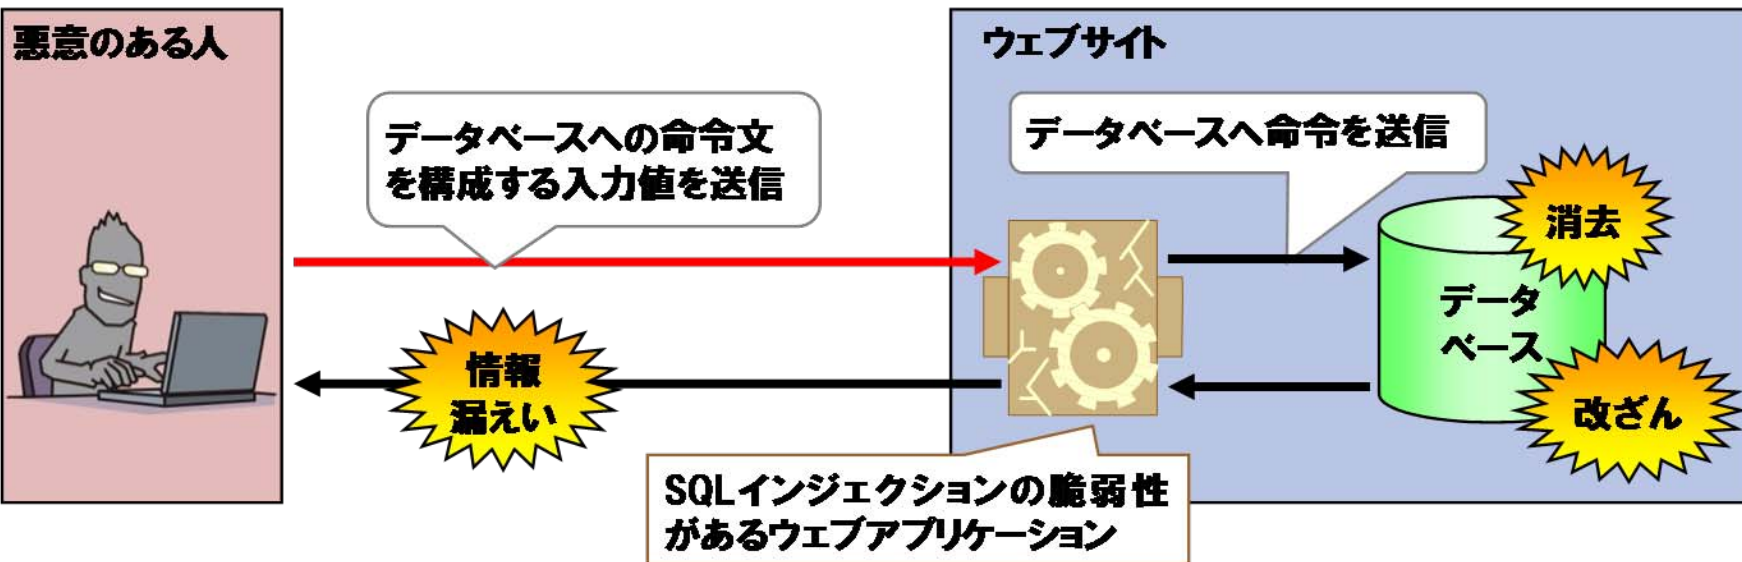 悪意のある人
ウェブサイト
データベースへの命令文
を構成する入力値を送信
データベースへ命令を送信
消去
データ
ベース
改ざん
情報
漏えい
SQLインジェクションの脆弱性
があるウェブアプリケーション